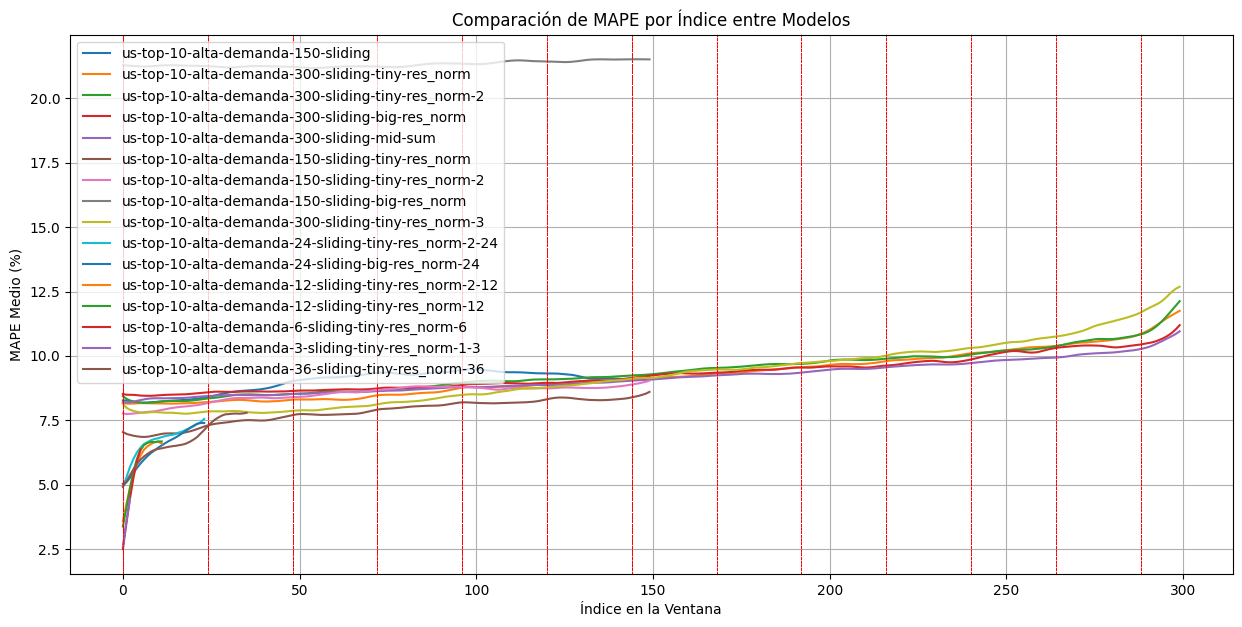 Comparación de MAPE por Índice entre Modelos
us-top-10-alta-demanda-150-sliding
us-top-10-alta-demanda-300-sliding-tiny-res_norm
us-top-10-alta-demanda-300-sliding-tiny-res_norm-2
us-top-10-alta-demanda-300-sliding-big-res_norm
us-top-10-alta-demanda-300-sliding-mid-sum
us-top-10-alta-demanda-150-sliding-tiny-res_norm
us-top-10-alta-demanda-150-sliding-tiny-res_norm-2
us-top-10-alta-demanda-150-sliding-big-res_norm
us-top-10-alta-demanda-300-sliding-tiny-res_norm-3
us-top-10-alta-demanda-24-sliding-tiny-res_norm-2-24
us-top-10-alta-demanda-24-sliding-big-res_norm-24
us-top-10-alta-demanda-12-sliding-tiny-res_norm-2-12
us-top-10-alta-demanda-12-sliding-tiny-res_norm-12
us-top-10-alta-demanda-6-sliding-tiny-res_norm-6
us-top-10-alta-demanda-3-sliding-tiny-res_norm-1-3
us-top-10-alta-demanda-36-sliding-tiny-res_norm-36
MAPE Medio (%)
20.0
17.5
15.0
12.5
10.0
7.5
5.0
2.5
0 50 100 150 200 250 300
Índice en la Ventana